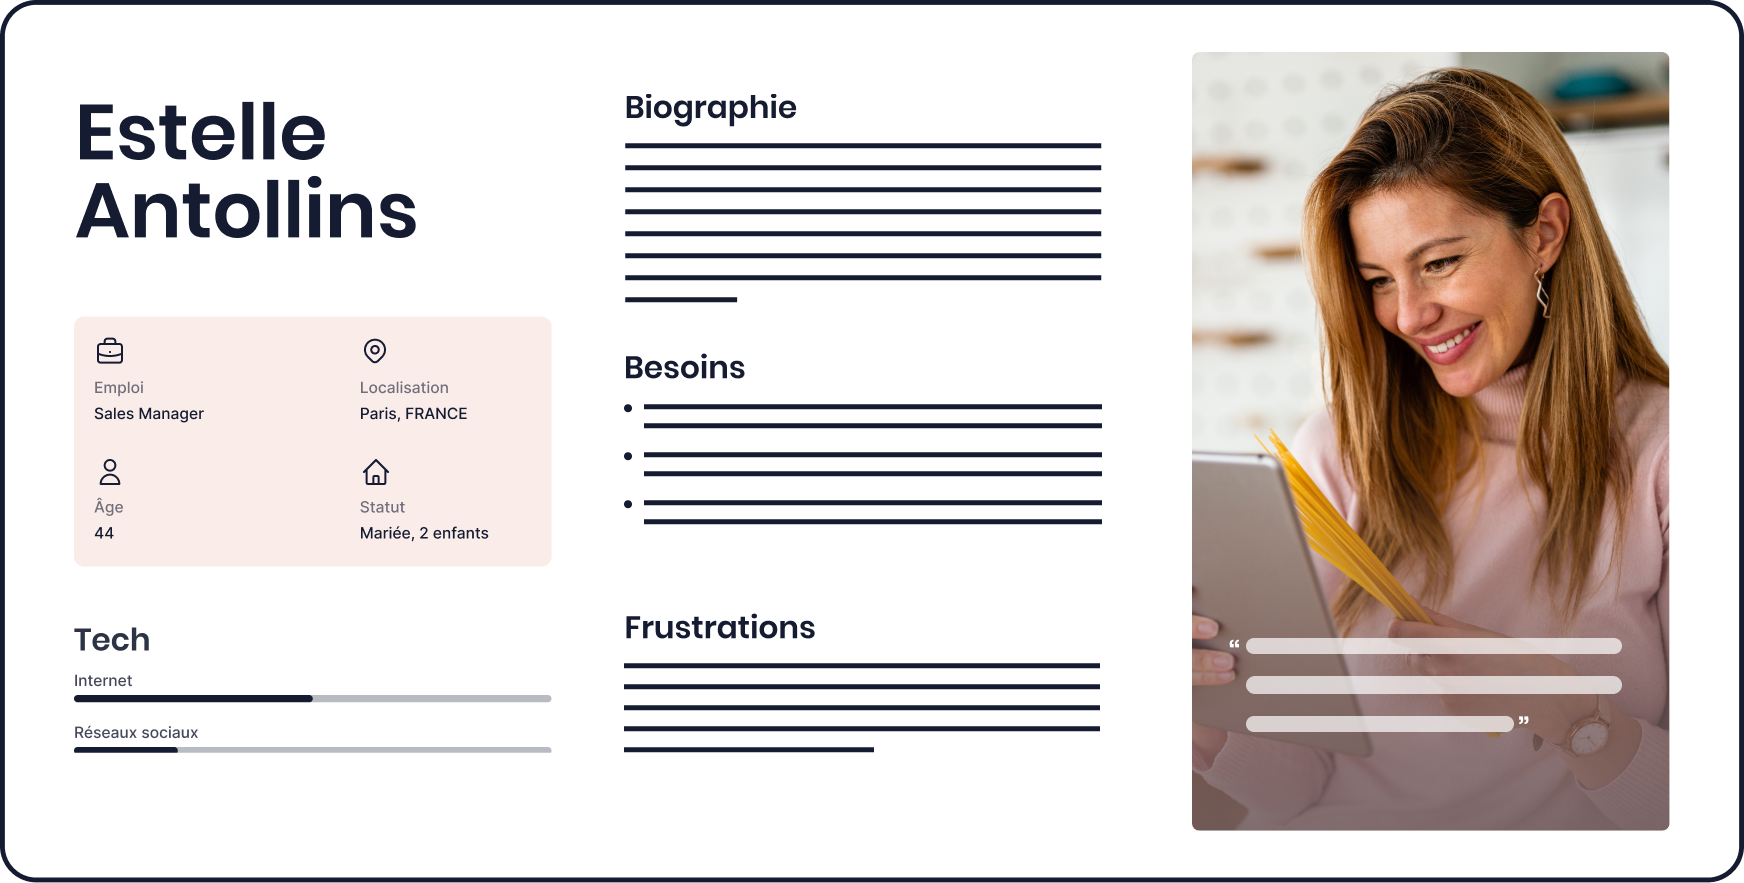 Estelle
Antollins
Emploi
Sales Manager
Localisation
Paris, FRANCE
Âge
44
Statut
Mariée, 2 enfants
Tech
Internet
Réseaux sociaux
Biographie
Besoins
Frustrations
“
”